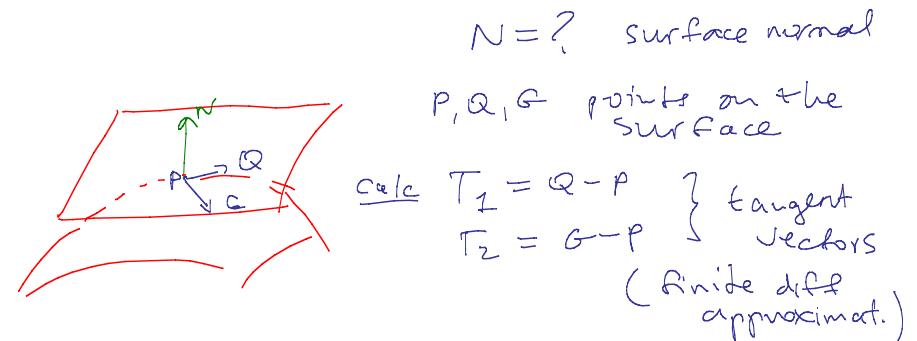 N = ? surface normal
P, Q, G points on the
surface
N
Q
P
G
Calc T1 = Q - P } tangent
T2 = G - P vectors
(finite diff
approximat.)